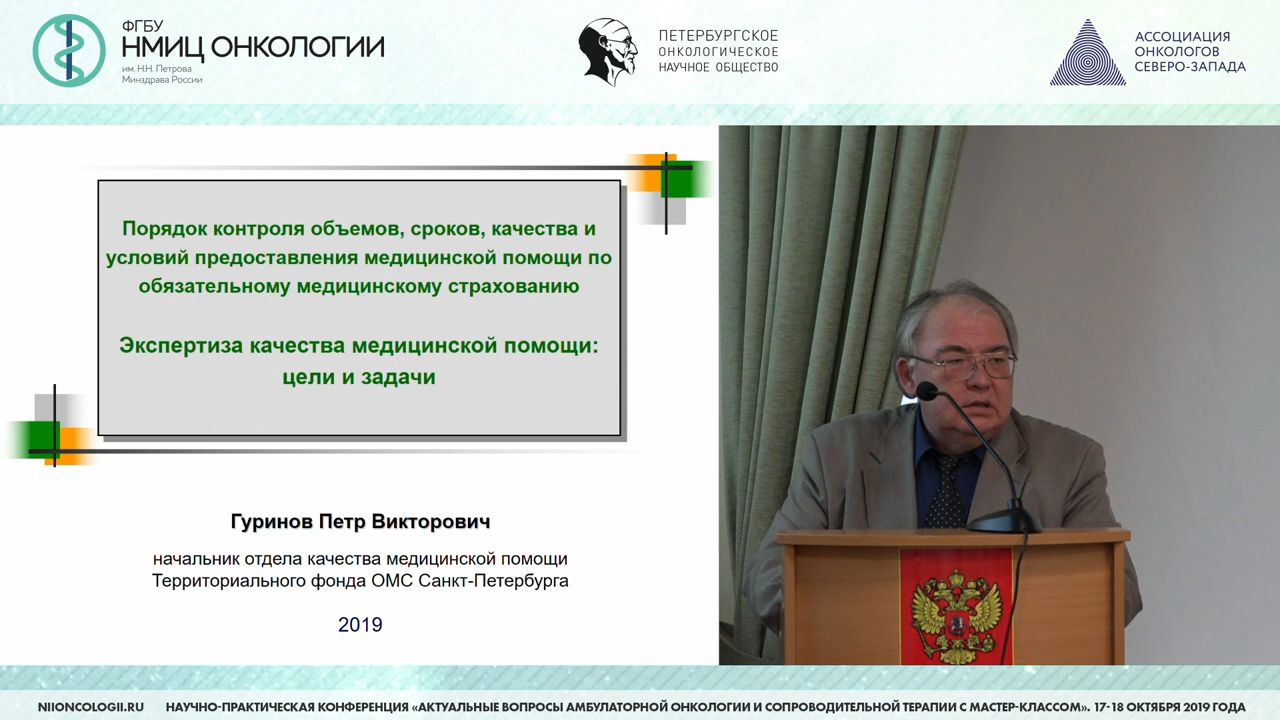 ФГБУ
НМИЦ ОНКОЛОГИИ
им. Н.Н. Петрова
Минздрава России
ПЕТЕРБУРГСКОЕ
ОНКОЛОГИЧЕСКОЕ
НАУЧНОЕ ОБЩЕСТВО
АССОЦИАЦИЯ
ОНКОЛОГОВ
СЕВЕРО-ЗАПАДА
Порядок контроля объемов, сроков, качества и
условий предоставления медицинской помощи по
обязательному медицинскому страхованию
Экспертиза качества медицинской помощи:
цели и задачи
Гуринов Петр Викторович
начальник отдела качества медицинской помощи
Территориального фонда ОМС Санкт-Петербурга
2019
NIIONCOLOGII.RU НАУЧНО-ПРАКТИЧЕСКАЯ КОНФЕРЕНЦИЯ «АКТУАЛЬНЫЕ ВОПРОСЫ АМБУЛАТОРНОЙ ОНКОЛОГИИ И СОПРОВОДИТЕЛЬНОЙ ТЕРАПИИ С МАСТЕР-КЛАССОМ». 17-18 ОКТЯБРЯ 2019 ГОДА